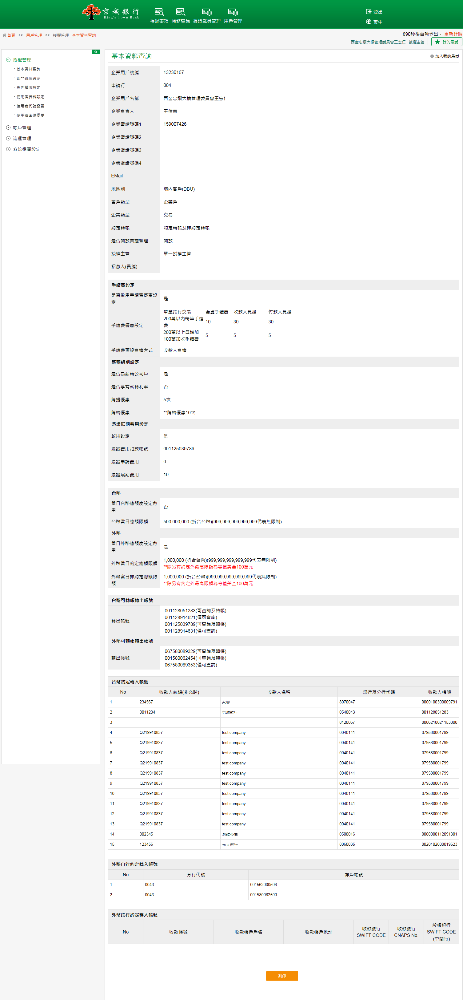 京城銀行
King's Town Bank
待辦事項 帳務查詢 憑證載具管理 用戶管理
登出
繁中
首頁 >> 用戶管理 >> 授權管理 基本資料查詢
890秒後自動登出， 重新計時
西金忠鑽大樓管理委員會王宏仁 授權主管 我的最愛
授權管理
基本資料查詢
部門管理設定
角色權限設定
使用者資料設定
使用者代號變更
使用者密碼變更
帳戶管理
流程管理
系統相關設定
基本資料查詢
加入我的最愛
企業用戶統編 13230167
申請行 004
企業用戶名稱 西金忠鑽大樓管理委員會王宏仁
企業負責人 王億寶
企業電話號碼1 159007426
企業電話號碼2
企業電話號碼3
企業電話號碼4
EMail
地區別 境內客戶(DBU)
客戶類型 企業戶
企業類型 交易
約定轉帳 約定轉帳及非約定轉帳
是否開放票據管理 開放
授權主管 單一授權主管
招募人(員編)
手續費設定
是否啟用手續費優惠設
定
是
手續費優惠設定
單筆跨行交易 金資手續費 收款人負擔 付款人負擔
200萬以內每筆手續
費
10 30 30
200萬以上每增加
100萬加收手續費
5 5 5
手續費預設負擔方式 收款人負擔
薪轉組別設定
是否為薪轉公司戶 是
是否享有薪轉利率 否
跨提優惠 5次
跨轉優惠 **跨轉優惠10次
憑證展期費用設定
啟用設定 是
憑證費用扣款帳號 001125039789
憑證申請費用 0
憑證展期費用 10
台幣
當日台幣總額度設定啟
用
否
台幣當日總額限額 500,000,000 (折合台幣)(999,999,999,999,999代表無限制)
外幣
當日外幣總額度設定啟
用
是
外幣當日約定總額限額
1,000,000 (折合台幣)(999,999,999,999,999代表無限制)
**除另有約定外最高限額為等值美金100萬元
外幣當日非約定總額限
額
1,000,000 (折合台幣)(999,999,999,999,999代表無限制)
**除另有約定外最高限額為等值美金100萬元
台幣可轉帳轉出帳號
轉出帳號
001128051283(可查詢及轉帳)
001128914621(僅可查詢)
001125039789(可查詢及轉帳)
001128914631(僅可查詢)
外幣可轉帳轉出帳號
轉出帳號
067580089329(可查詢及轉帳)
001580062454(可查詢及轉帳)
067580089353(僅可查詢)
台幣約定轉入帳號
No 收款人統編(非必輸) 收款人名稱 銀行及分行代碼 收款人帳號
1 234567 永豐 8070047 0000100300009791
2 0011234 京城銀行 0540043 001128051283
3 8120067 0006210021153300
4 Q219910837 test company 0040141 079580001799
5 Q219910837 test company 0040141 079580001799
6 Q219910837 test company 0040141 079580001799
7 Q219910837 test company 0040141 079580001799
8 Q219910837 test company 0040141 079580001799
9 Q219910837 test company 0040141 079580001799
10 Q219910837 test company 0040141 079580001799
11 Q219910837 test company 0040141 079580001799
12 Q219910837 test company 0040141 079580001799
13 Q219910837 test company 0040141 079580001799
14 002345 測試公司一 0500016 0000000112091301
15 123456 元大銀行 8060035 0020102000019623
外幣自行約定轉入帳號
No 分行代碼 存戶帳號
1 0043 001562000506
2 0043 001580062500
外幣跨行約定轉入帳號
No 收款帳號 收款帳戶戶名 收款帳戶地址
收款銀行
SWIFT CODE
收款銀行
CNAPS No.
設帳銀行
SWIFT CODE
(中間行)
列印